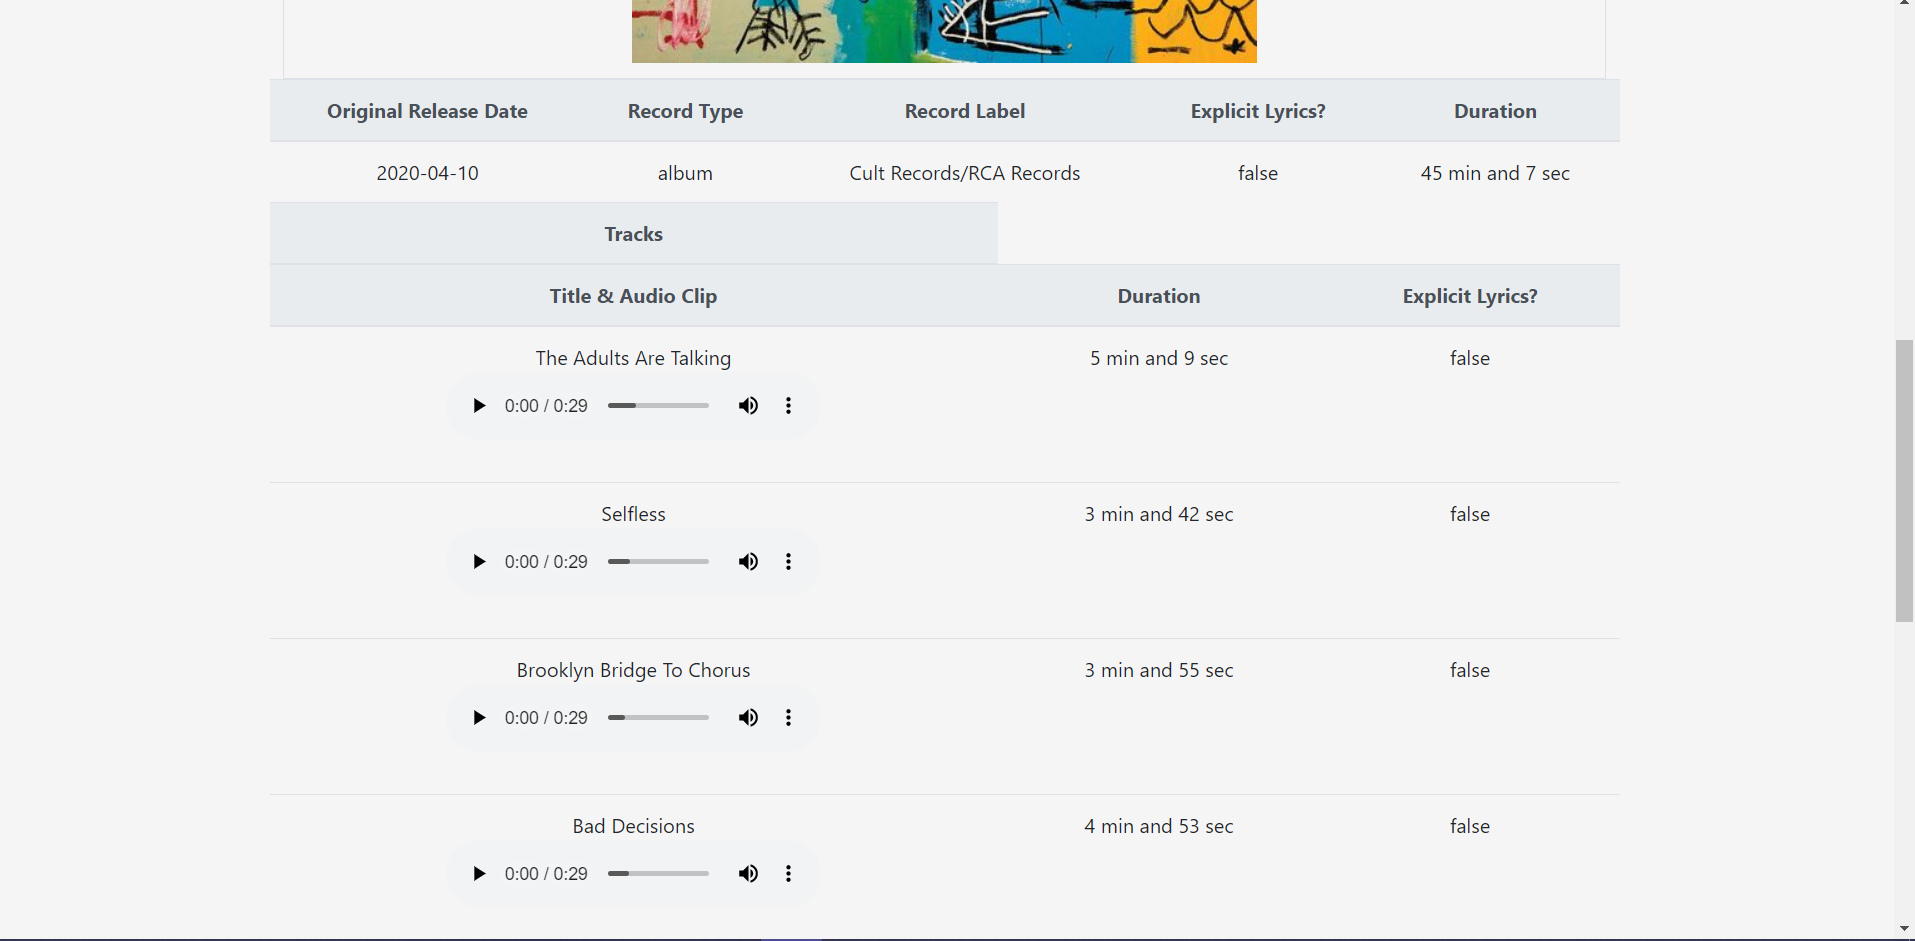 Original Release Date Record Type Record Label Explicit Lyrics? Duration
2020-04-10 album Cult Records/RCA Records false 45 min and 7 sec
Tracks
Title & Audio Clip Duration Explicit Lyrics?
The Adults Are Talking 5 min and 9 sec false
0:00 / 0:29
Selfless 3 min and 42 sec false
0:00 / 0:29
Brooklyn Bridge To Chorus 3 min and 55 sec false
0:00 / 0:29
Bad Decisions 4 min and 53 sec false
0:00 / 0:29